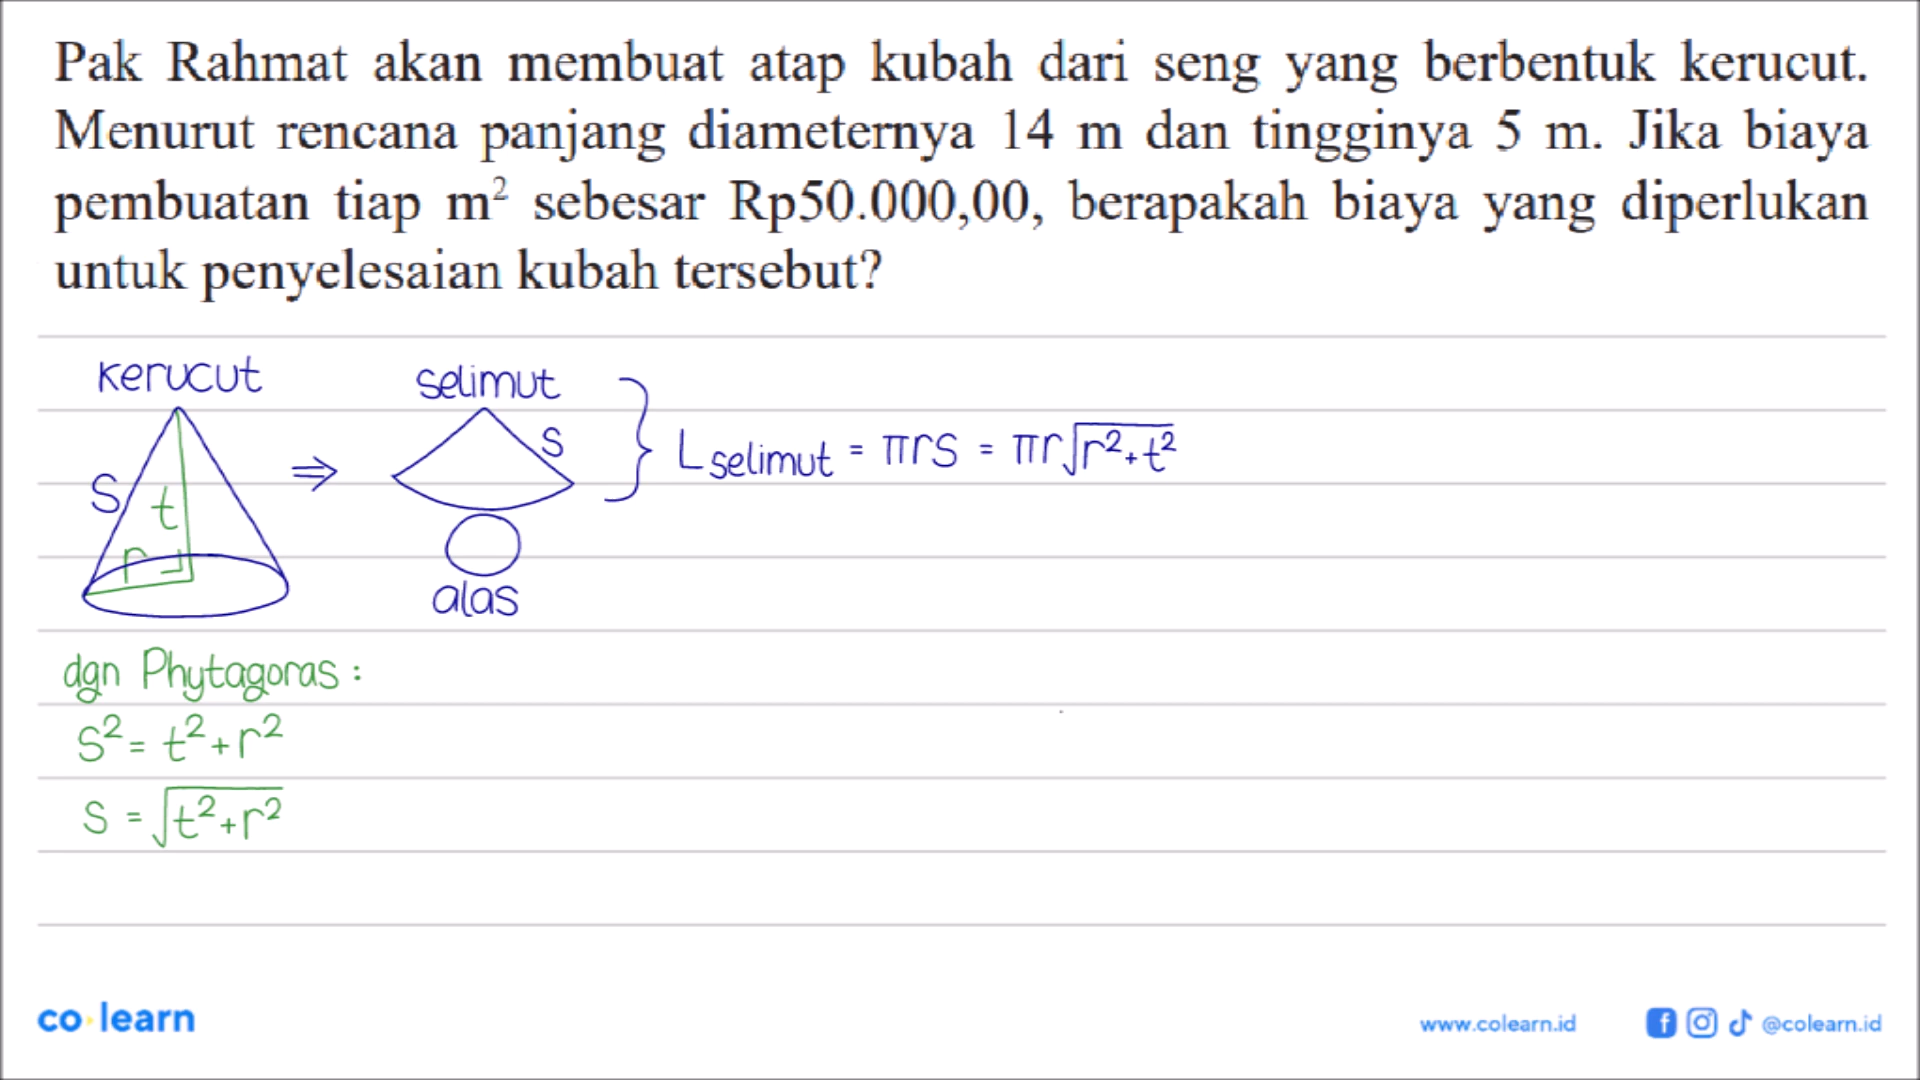 Pak Rahmat akan membuat atap kubah dari seng yang berbentuk kerucut.
Menurut rencana panjang diameternya 14 m dan tingginya 5 m. Jika biaya
pembuatan tiap m² sebesar Rp50.000,00, berapakah biaya yang diperlukan
untuk penyelesaian kubah tersebut?
kerucut
selimut
s
L selimut = πrs = πr√(r²+t²)
s
t
r
⇒
alas
dgn Phytagoras :
s² = t² + r²
s = √(t² + r²)
co learn
www.colearn.id
@colearn.id